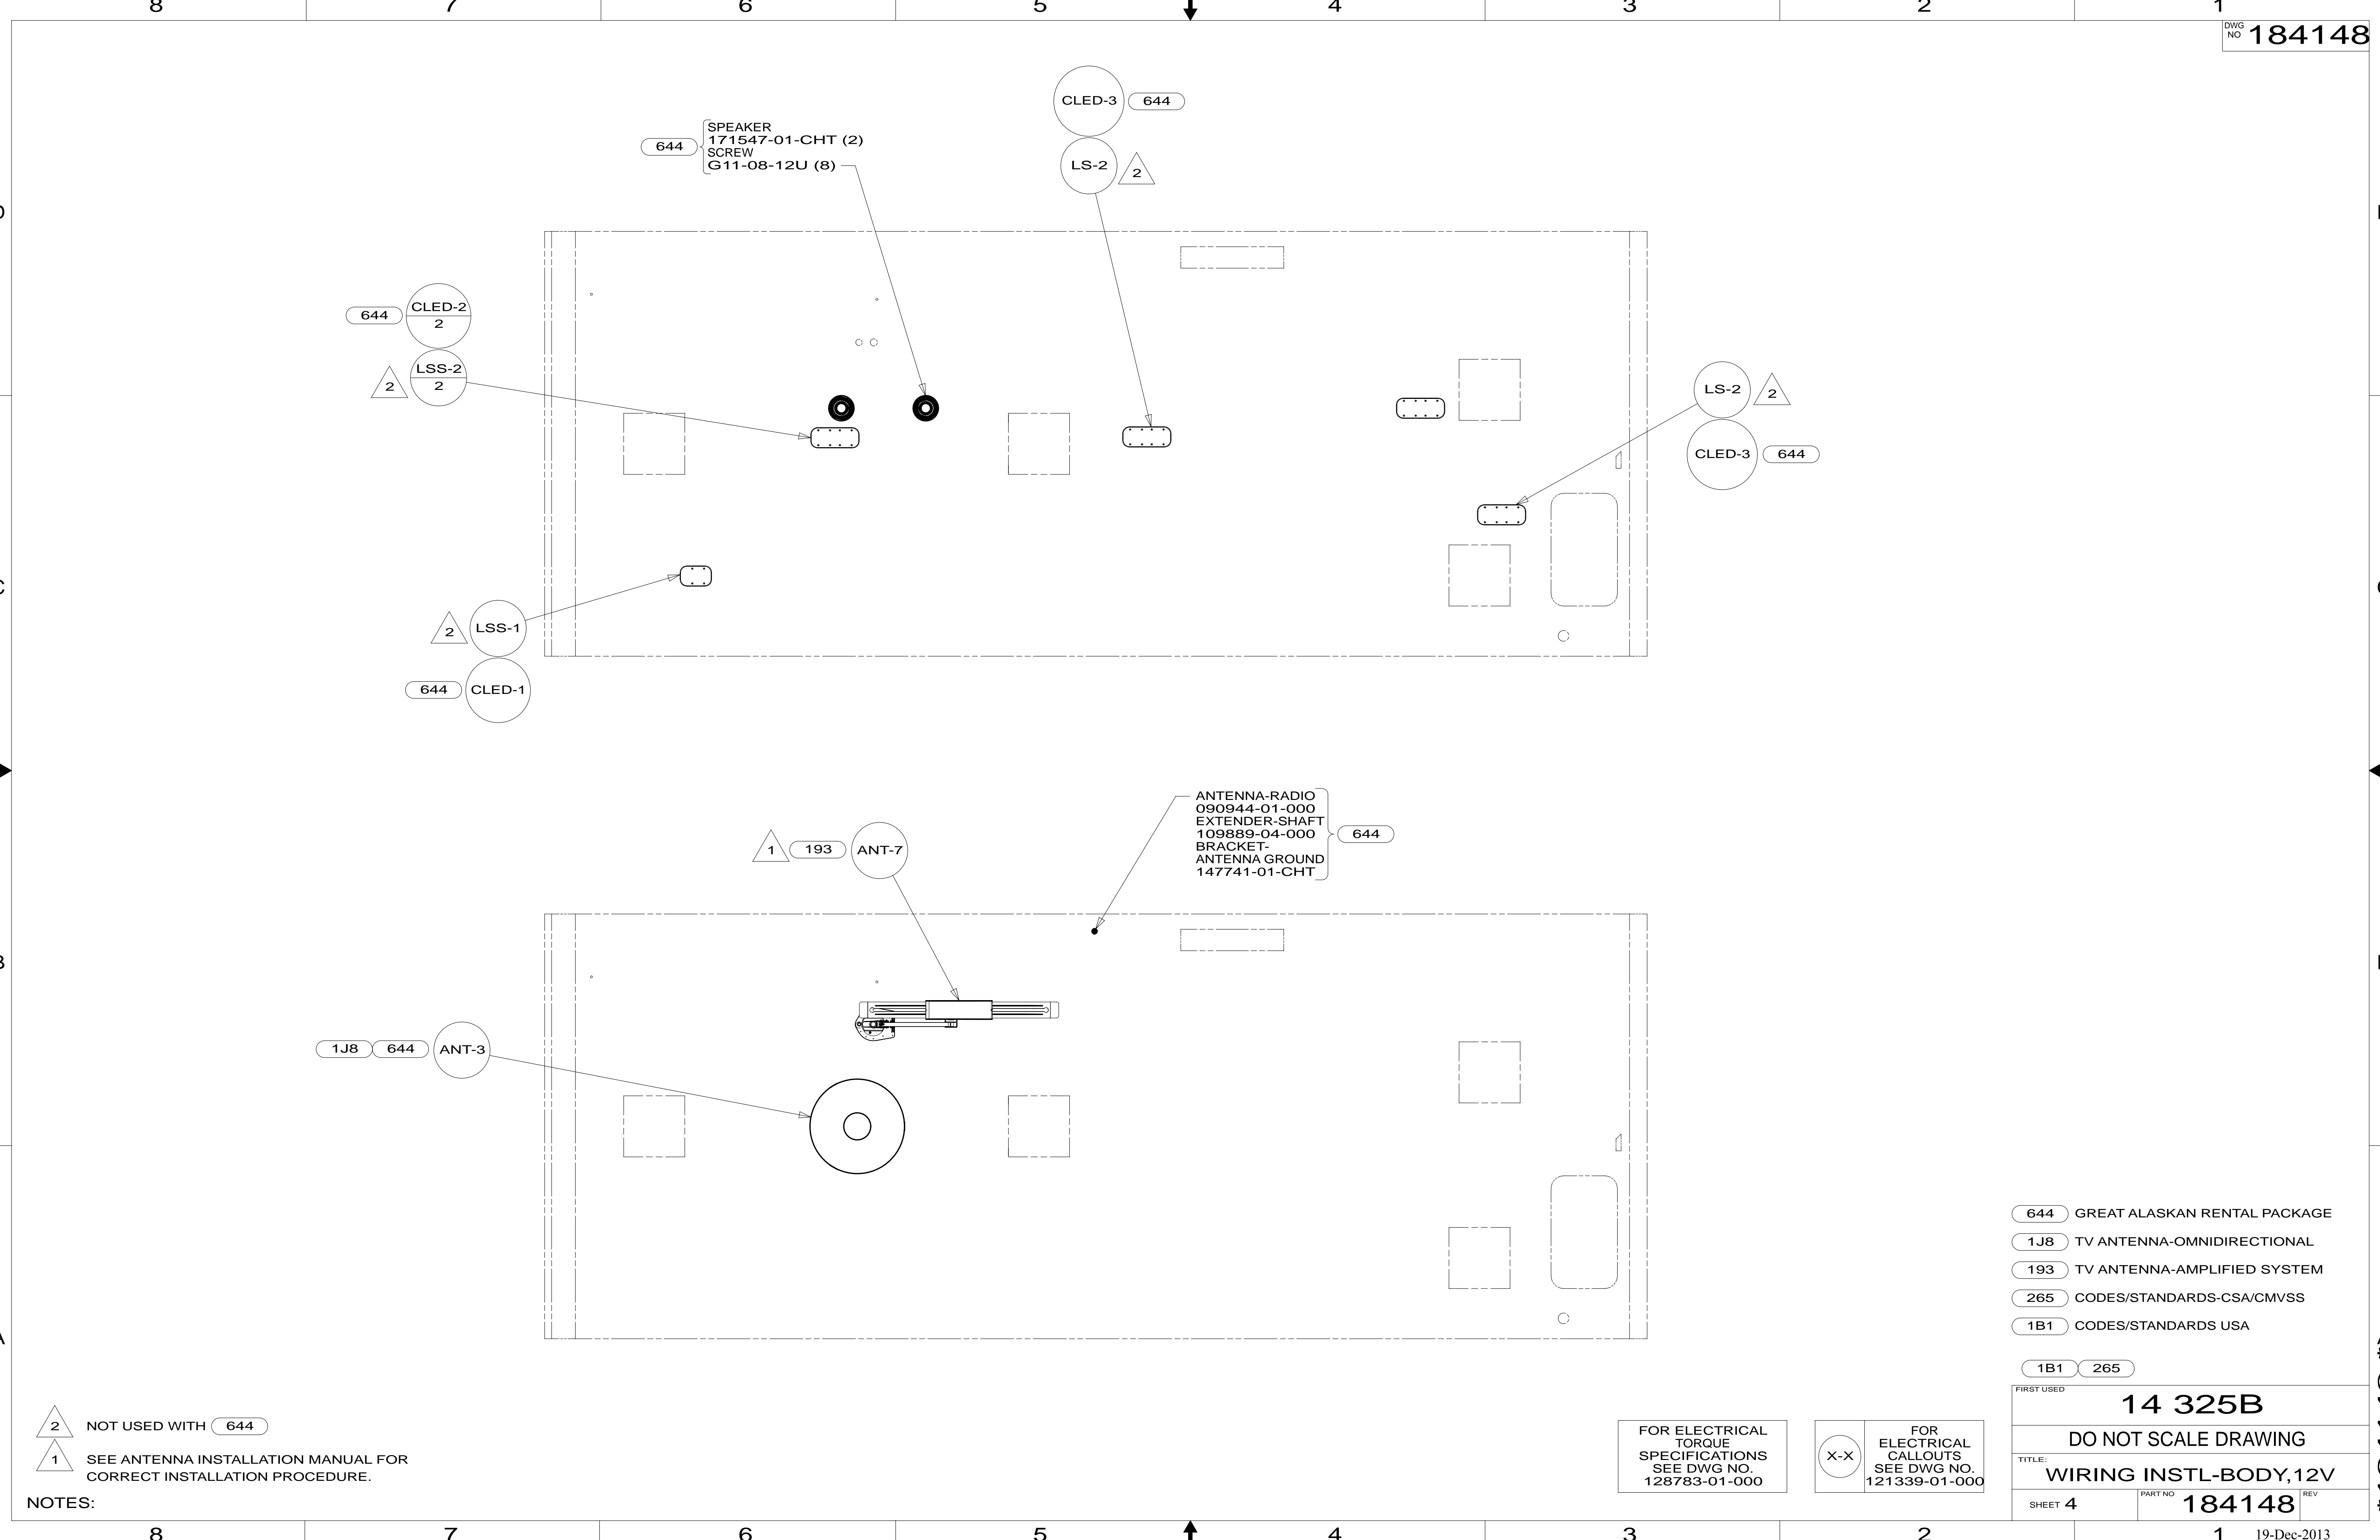 8 7 6 5 4 3 2 1
DWG NO 184148
CLED-3 644
LS-2 2
644
SPEAKER
171547-01-CHT (2)
SCREW
G11-08-12U (8)
D
644
CLED-2
2
2
LSS-2
2
LS-2 2
CLED-3 644
C
2 LSS-1
644 CLED-1
ANTENNA-RADIO
090944-01-000
EXTENDER-SHAFT
109889-04-000
BRACKET-
ANTENNA GROUND
147741-01-CHT
644
1 193 ANT-7
B
1J8 644 ANT-3
644 GREAT ALASKAN RENTAL PACKAGE
1J8 TV ANTENNA-OMNIDIRECTIONAL
193 TV ANTENNA-AMPLIFIED SYSTEM
265 CODES/STANDARDS-CSA/CMVSS
1B1 CODES/STANDARDS USA
A
1B1 265
2 NOT USED WITH 644
1 SEE ANTENNA INSTALLATION MANUAL FOR
CORRECT INSTALLATION PROCEDURE.
NOTES:
FOR ELECTRICAL
TORQUE
SPECIFICATIONS
SEE DWG NO.
128783-01-000
X-X
FOR
ELECTRICAL
CALLOUTS
SEE DWG NO.
121339-01-000
FIRST USED
14 325B
DO NOT SCALE DRAWING
TITLE:
WIRING INSTL-BODY,12V
SHEET 4
PART NO 184148
REV
8 7 6 5 4 3 2 1
19-Dec-2013